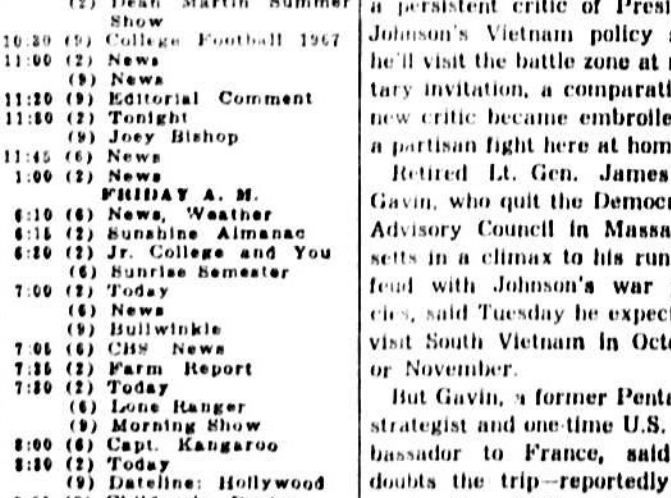 (2) Dean Martin Summer
Show
10:30 (9) College Football 1967
11:00 (2) News
(9) News
11:20 (9) Editorial Comment
11:30 (2) Tonight
(9) Joey Bishop
11:45 (6) News
1:00 (2) News
FRIDAY A. M.
6:10 (6) News, Weather
6:15 (2) Sunshine Almanac
6:30 (2) Jr. College and You
(6) Sunrise Semester
7:00 (2) Today
(6) News
(9) Bullwinkle
7:05 (6) CBS News
7:25 (2) Farm Report
7:30 (2) Today
(6) Lone Ranger
(9) Morning Show
8:00 (6) Capt. Kangaroo
8:30 (2) Today
(9) Dateline: Hollywood
a persistent critic of Presi
Johnson's Vietnam policy
he'll visit the battle zone at
tary invitation, a comparati
new critic became embroile
a partisan fight here at hom
Retired Lt. Gen. James
Gavin, who quit the Democr
Advisory Council in Massa
setts in a climax to his run
feud with Johnson's war
cies, said Tuesday he expec
visit South Vietnam in Octo
or November.
But Gavin, a former Penta
strategist and one-time U.S.
bassador to France, said
doubts the trip—reportedly